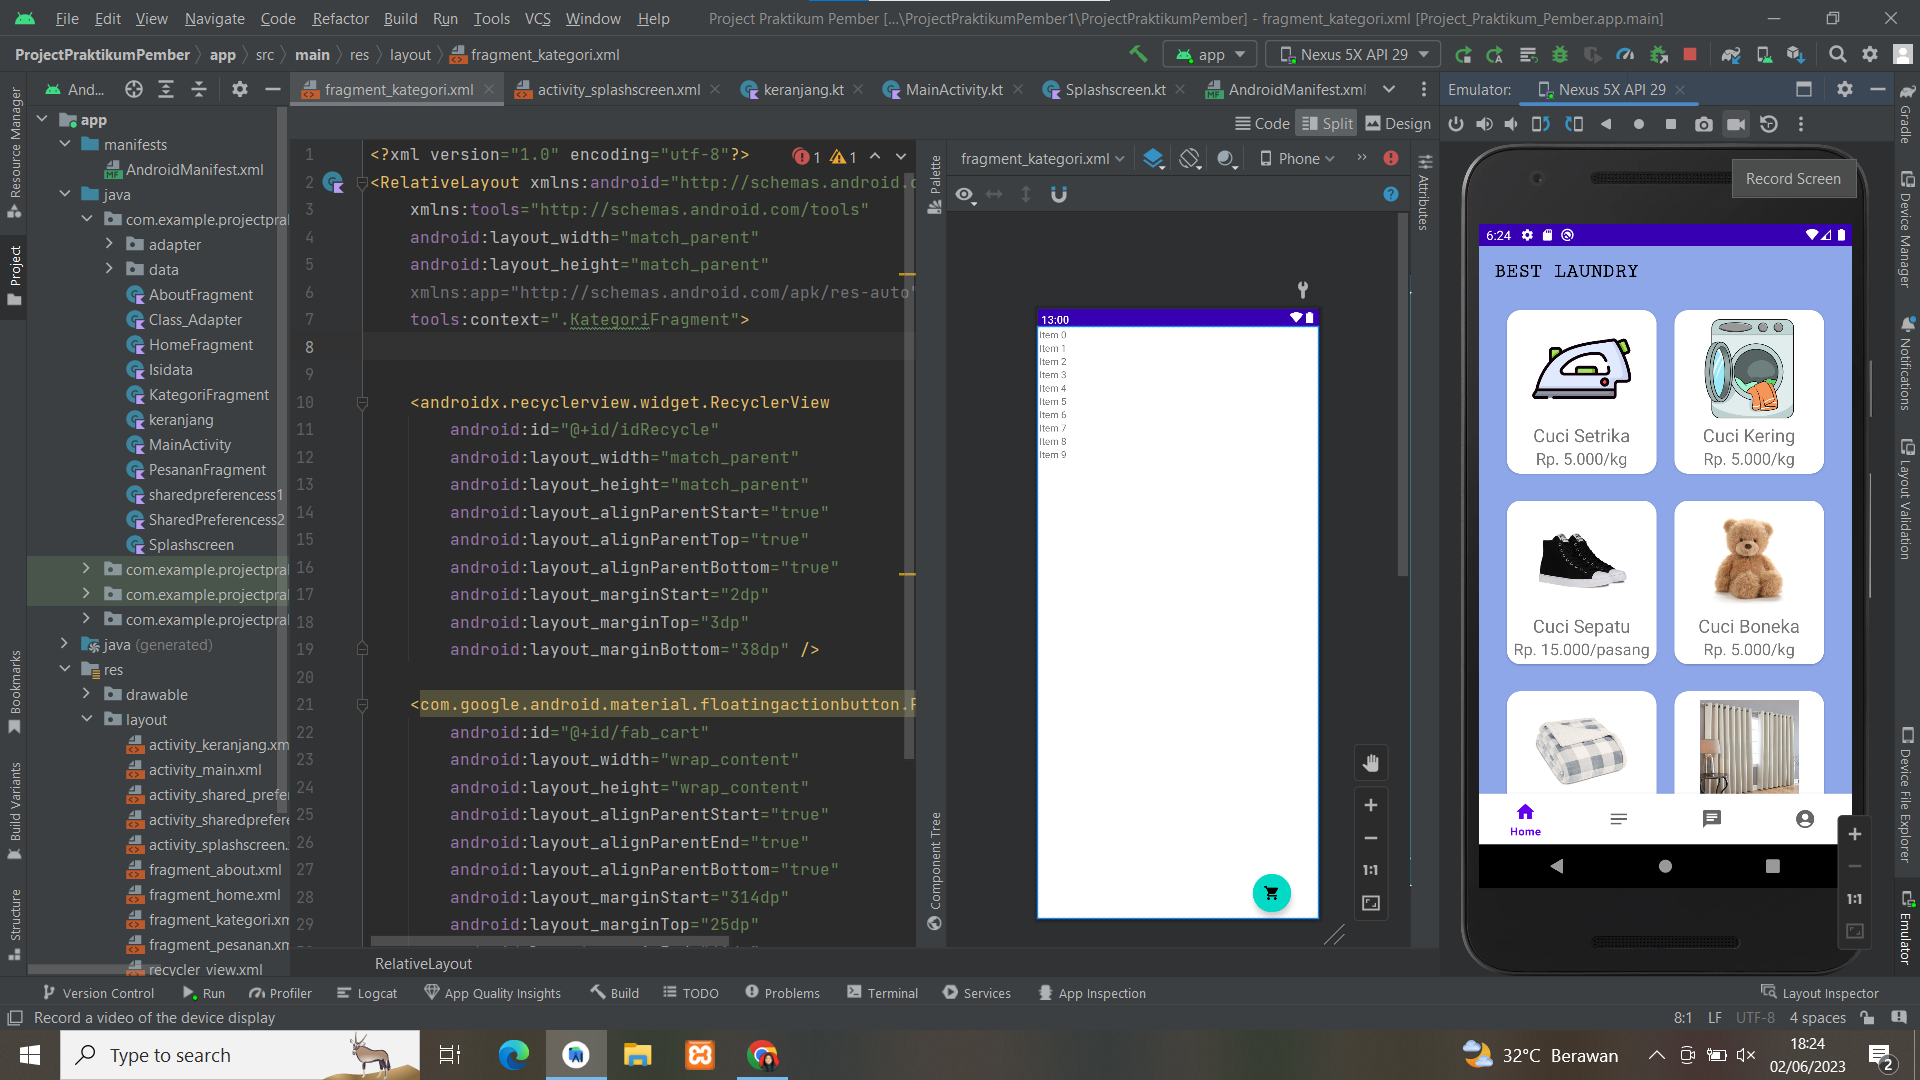 File Edit View Navigate Code Refactor Build Run Tools VCS Window Help Project Praktikum Pember [...\ProjectPraktikumPember1\ProjectPraktikumPember] - fragment_kategori.xml [Project_Praktikum_Pember.app.main]
ProjectPraktikumPember app src main res layout fragment_kategori.xml app Nexus 5X API 29
And... fragment_kategori.xml activity_splashscreen.xml keranjang.kt MainActivity.kt Splashscreen.kt AndroidManifest.xml Emulator: Nexus 5X API 29
Code Split Design
Resource Manager
Project
Bookmarks
Build Variants
Structure
app
manifests
AndroidManifest.xml
java
com.example.projectpral
adapter
data
AboutFragment
Class_Adapter
HomeFragment
Isidata
KategoriFragment
keranjang
MainActivity
PesananFragment
sharedpreferencess1
SharedPreferencess2
Splashscreen
com.example.projectpral
com.example.projectpral
com.example.projectpral
java (generated)
res
drawable
layout
activity_keranjang.xm
activity_main.xml
activity_shared_prefe
activity_sharedprefere
activity_splashscreen.
fragment_about.xml
fragment_home.xml
fragment_kategori.xm
fragment_pesanan.xm
recycler_view.xml
1 <?xml version="1.0" encoding="utf-8"?> 1 1
2 <RelativeLayout xmlns:android="http://schemas.android.c
3 xmlns:tools="http://schemas.android.com/tools"
4 android:layout_width="match_parent"
5 android:layout_height="match_parent"
6 xmlns:app="http://schemas.android.com/apk/res-auto"
7 tools:context=".KategoriFragment">
8
9
10 <androidx.recyclerview.widget.RecyclerView
11 android:id="@+id/idRecycle"
12 android:layout_width="match_parent"
13 android:layout_height="match_parent"
14 android:layout_alignParentStart="true"
15 android:layout_alignParentTop="true"
16 android:layout_alignParentBottom="true"
17 android:layout_marginStart="2dp"
18 android:layout_marginTop="3dp"
19 android:layout_marginBottom="38dp" />
20
21 <com.google.android.material.floatingactionbutton.F
22 android:id="@+id/fab_cart"
23 android:layout_width="wrap_content"
24 android:layout_height="wrap_content"
25 android:layout_alignParentStart="true"
26 android:layout_alignParentEnd="true"
27 android:layout_alignParentBottom="true"
28 android:layout_marginStart="314dp"
29 android:layout_marginTop="25dp"
RelativeLayout
Palette
Component Tree
fragment_kategori.xml Phone
Attributes
13:00
Item 0
Item 1
Item 2
Item 3
Item 4
Item 5
Item 6
Item 7
Item 8
Item 9
1:1
Record Screen
6:24
BEST LAUNDRY
Cuci Setrika Cuci Kering
Rp. 5.000/kg Rp. 5.000/kg
Cuci Sepatu Cuci Boneka
Rp. 15.000/pasang Rp. 5.000/kg
Home
1:1
Gradle
Device Manager
Notifications
Layout Validation
Device File Explorer
Emulator
Version Control Run Profiler Logcat App Quality Insights Build TODO Problems Terminal Services App Inspection Layout Inspector
Record a video of the device display 8:1 LF UTF-8 4 spaces
Type to search 32°C Berawan 18:24
02/06/2023 2